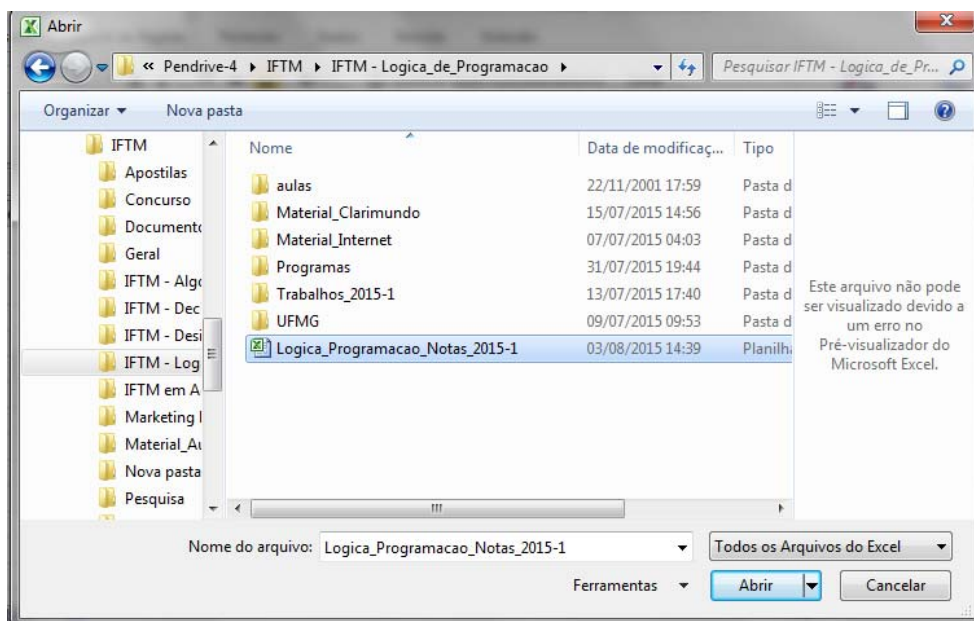 Abrir
« Pendrive-4 ▸ IFTM ▸ IFTM - Logica_de_Programacao ▸
Pesquisar IFTM - Logica_de_Pr...
Organizar Nova pasta
IFTM
Apostilas
Concurso
Documento
Geral
IFTM - Algo
IFTM - Dec
IFTM - Desi
IFTM - Log
IFTM em A
Marketing
Material_Au
Nova pasta
Pesquisa
Nome Data de modificaç... Tipo
aulas 22/11/2001 17:59 Pasta d
Material_Clarimundo 15/07/2015 14:56 Pasta d
Material_Internet 07/07/2015 04:03 Pasta d
Programas 31/07/2015 19:44 Pasta d
Trabalhos_2015-1 13/07/2015 17:40 Pasta d
UFMG 09/07/2015 09:53 Pasta d
Logica_Programacao_Notas_2015-1 03/08/2015 14:39 Planilha
Este arquivo não pode
ser visualizado devido a
um erro no
Pré-visualizador do
Microsoft Excel.
Nome do arquivo: Logica_Programacao_Notas_2015-1 Todos os Arquivos do Excel
Ferramentas Abrir Cancelar